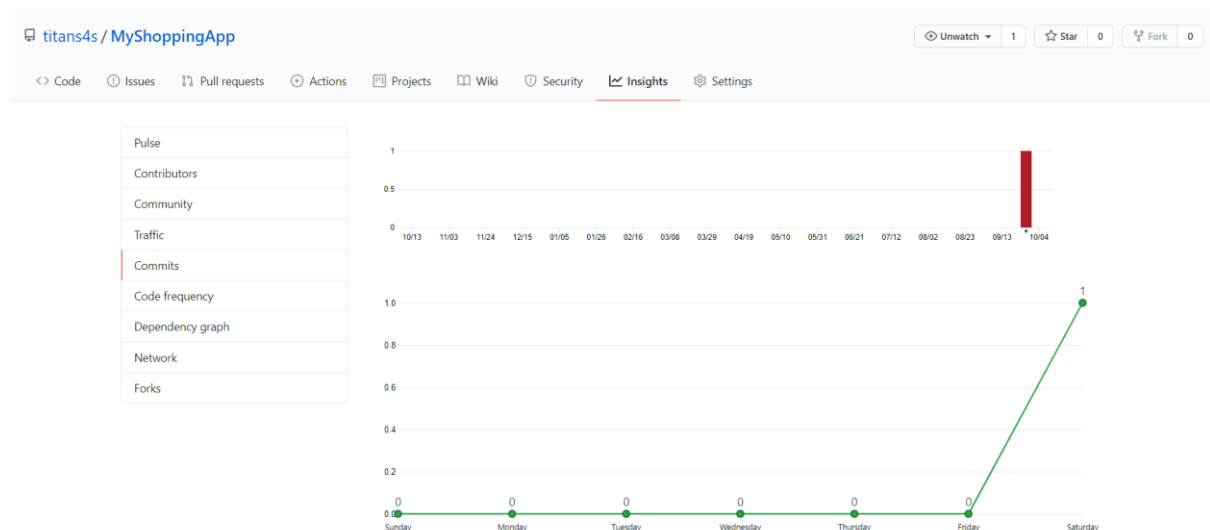 titans4s / MyShoppingApp
Unwatch 1 Star 0 Fork 0
<> Code Issues Pull requests Actions Projects Wiki Security Insights Settings
Pulse
Contributors
Community
Traffic
Commits
Code frequency
Dependency graph
Network
Forks
1
0.5
0
10/13 11/03 11/24 12/15 01/05 01/26 02/16 03/08 03/29 04/19 05/10 05/31 06/21 07/12 08/02 08/23 09/13 10/04
1
1.0
0.8
0.6
0.4
0.2
0 0 0 0 0 0
0.0
Sunday Monday Tuesday Wednesday Thursday Friday Saturday